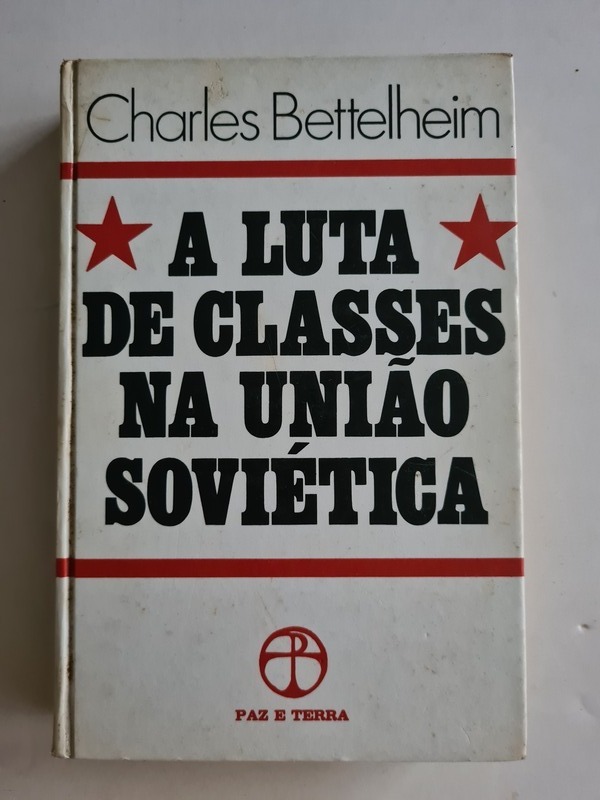 Charles Bettelheim
A LUTA
DE CLASSES
NA UNIÃO
SOVIÉTICA
PAZ E TERRA